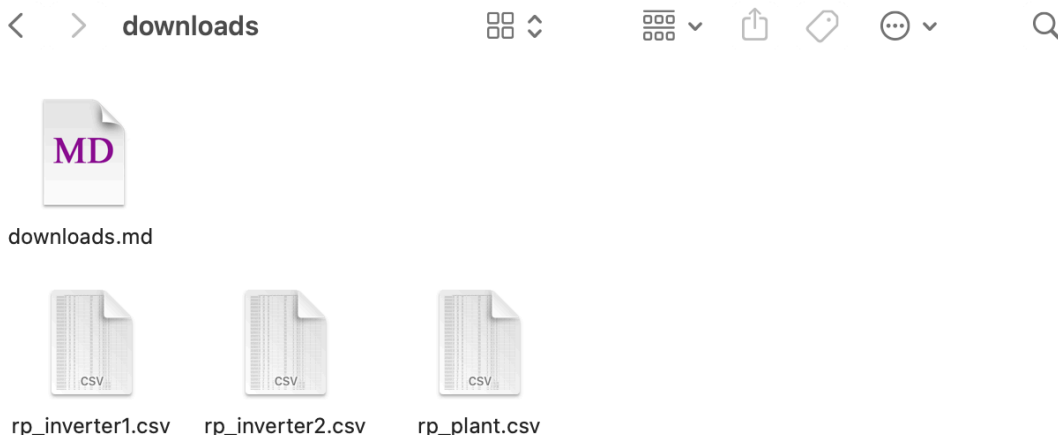 downloads
MD
downloads.md
CSV CSV CSV
rp_inverter1.csv rp_inverter2.csv rp_plant.csv